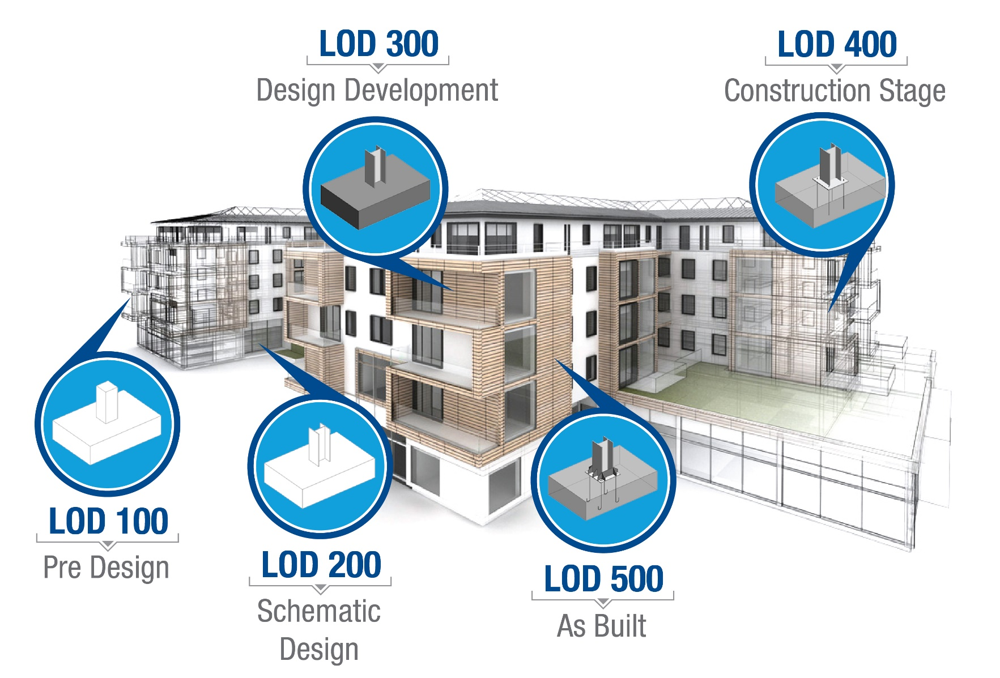 LOD 300
Design Development
LOD 400
Construction Stage
LOD 100
Pre Design
LOD 200
Schematic
Design
LOD 500
As Built